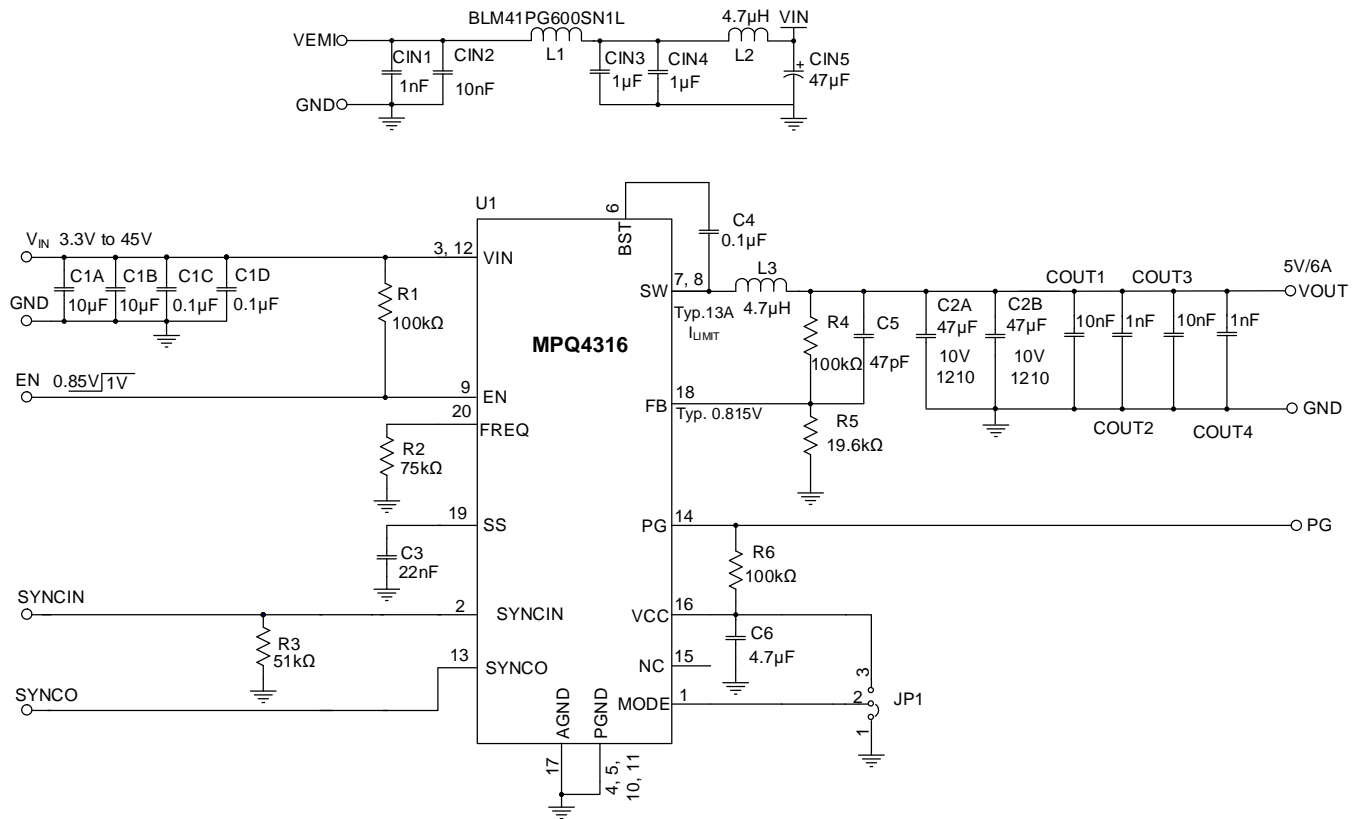 BLM41PG600SN1L
4.7µH
VIN
VEMI
CIN1
1nF
CIN2
10nF
L1
CIN3
1µF
CIN4
1µF
L2
+
CIN5
47µF
GND
U1
6
BST
C4
0.1µF
VIN 3.3V to 45V
3, 12
VIN
C1A
10µF
C1B
10µF
C1C
0.1µF
C1D
0.1µF
GND
R1
100kΩ
SW
7, 8
L3
4.7µH
Typ.13A
ILIMIT
MPQ4316
R4
100kΩ
C5
47pF
C2A
47µF
10V
1210
C2B
47µF
10V
1210
COUT1
COUT3
10nF
1nF
10nF
1nF
5V/6A
VOUT
EN 0.85V 1V
9
EN
20
FREQ
FB
18
Typ. 0.815V
R5
19.6kΩ
COUT2
COUT4
GND
R2
75kΩ
19
SS
C3
22nF
PG
14
PG
R6
100kΩ
SYNCIN
2
SYNCIN
VCC
16
R3
51kΩ
C6
4.7µF
13
SYNCO
NC
15
SYNCO
MODE
1
3
2
1
JP1
AGND
PGND
17
4, 5,
10, 11